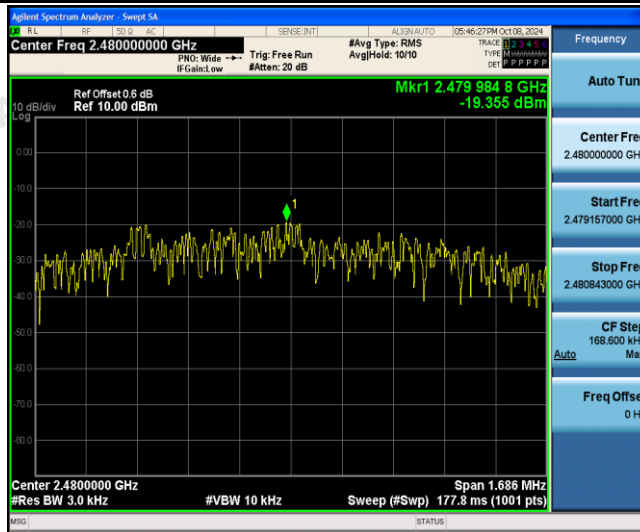 Agilent Spectrum Analyzer - Swept SA
RL RF 50 Ω AC SENSE:INT ALIGN AUTO 05:46:27 PM Oct 08, 2024
Center Freq 2.480000000 GHz
PNO: Wide
IFGain:Low
Trig: Free Run
#Atten: 20 dB
#Avg Type: RMS
Avg|Hold: 10/10
TRACE 1 2 3 4 5 6
TYPE M
DET P P P P P P
Ref Offset 0.6 dB
10 dB/div Ref 10.00 dBm
Log
Mkr1 2.479 984 8 GHz
-19.355 dBm
0.00
-10.0
-20.0
-30.0
-40.0
-50.0
-60.0
-70.0
-80.0
1
Center 2.4800000 GHz
Span 1.686 MHz
#Res BW 3.0 kHz #VBW 10 kHz Sweep (#Swp) 177.8 ms (1001 pts)
MSG STATUS
Frequency
Auto Tun
Center Fre
2.480000000 GH
Start Fre
2.479157000 GH
Stop Fre
2.480843000 GH
CF Step
168.600 kH
Auto Ma
Freq Offse
0 H